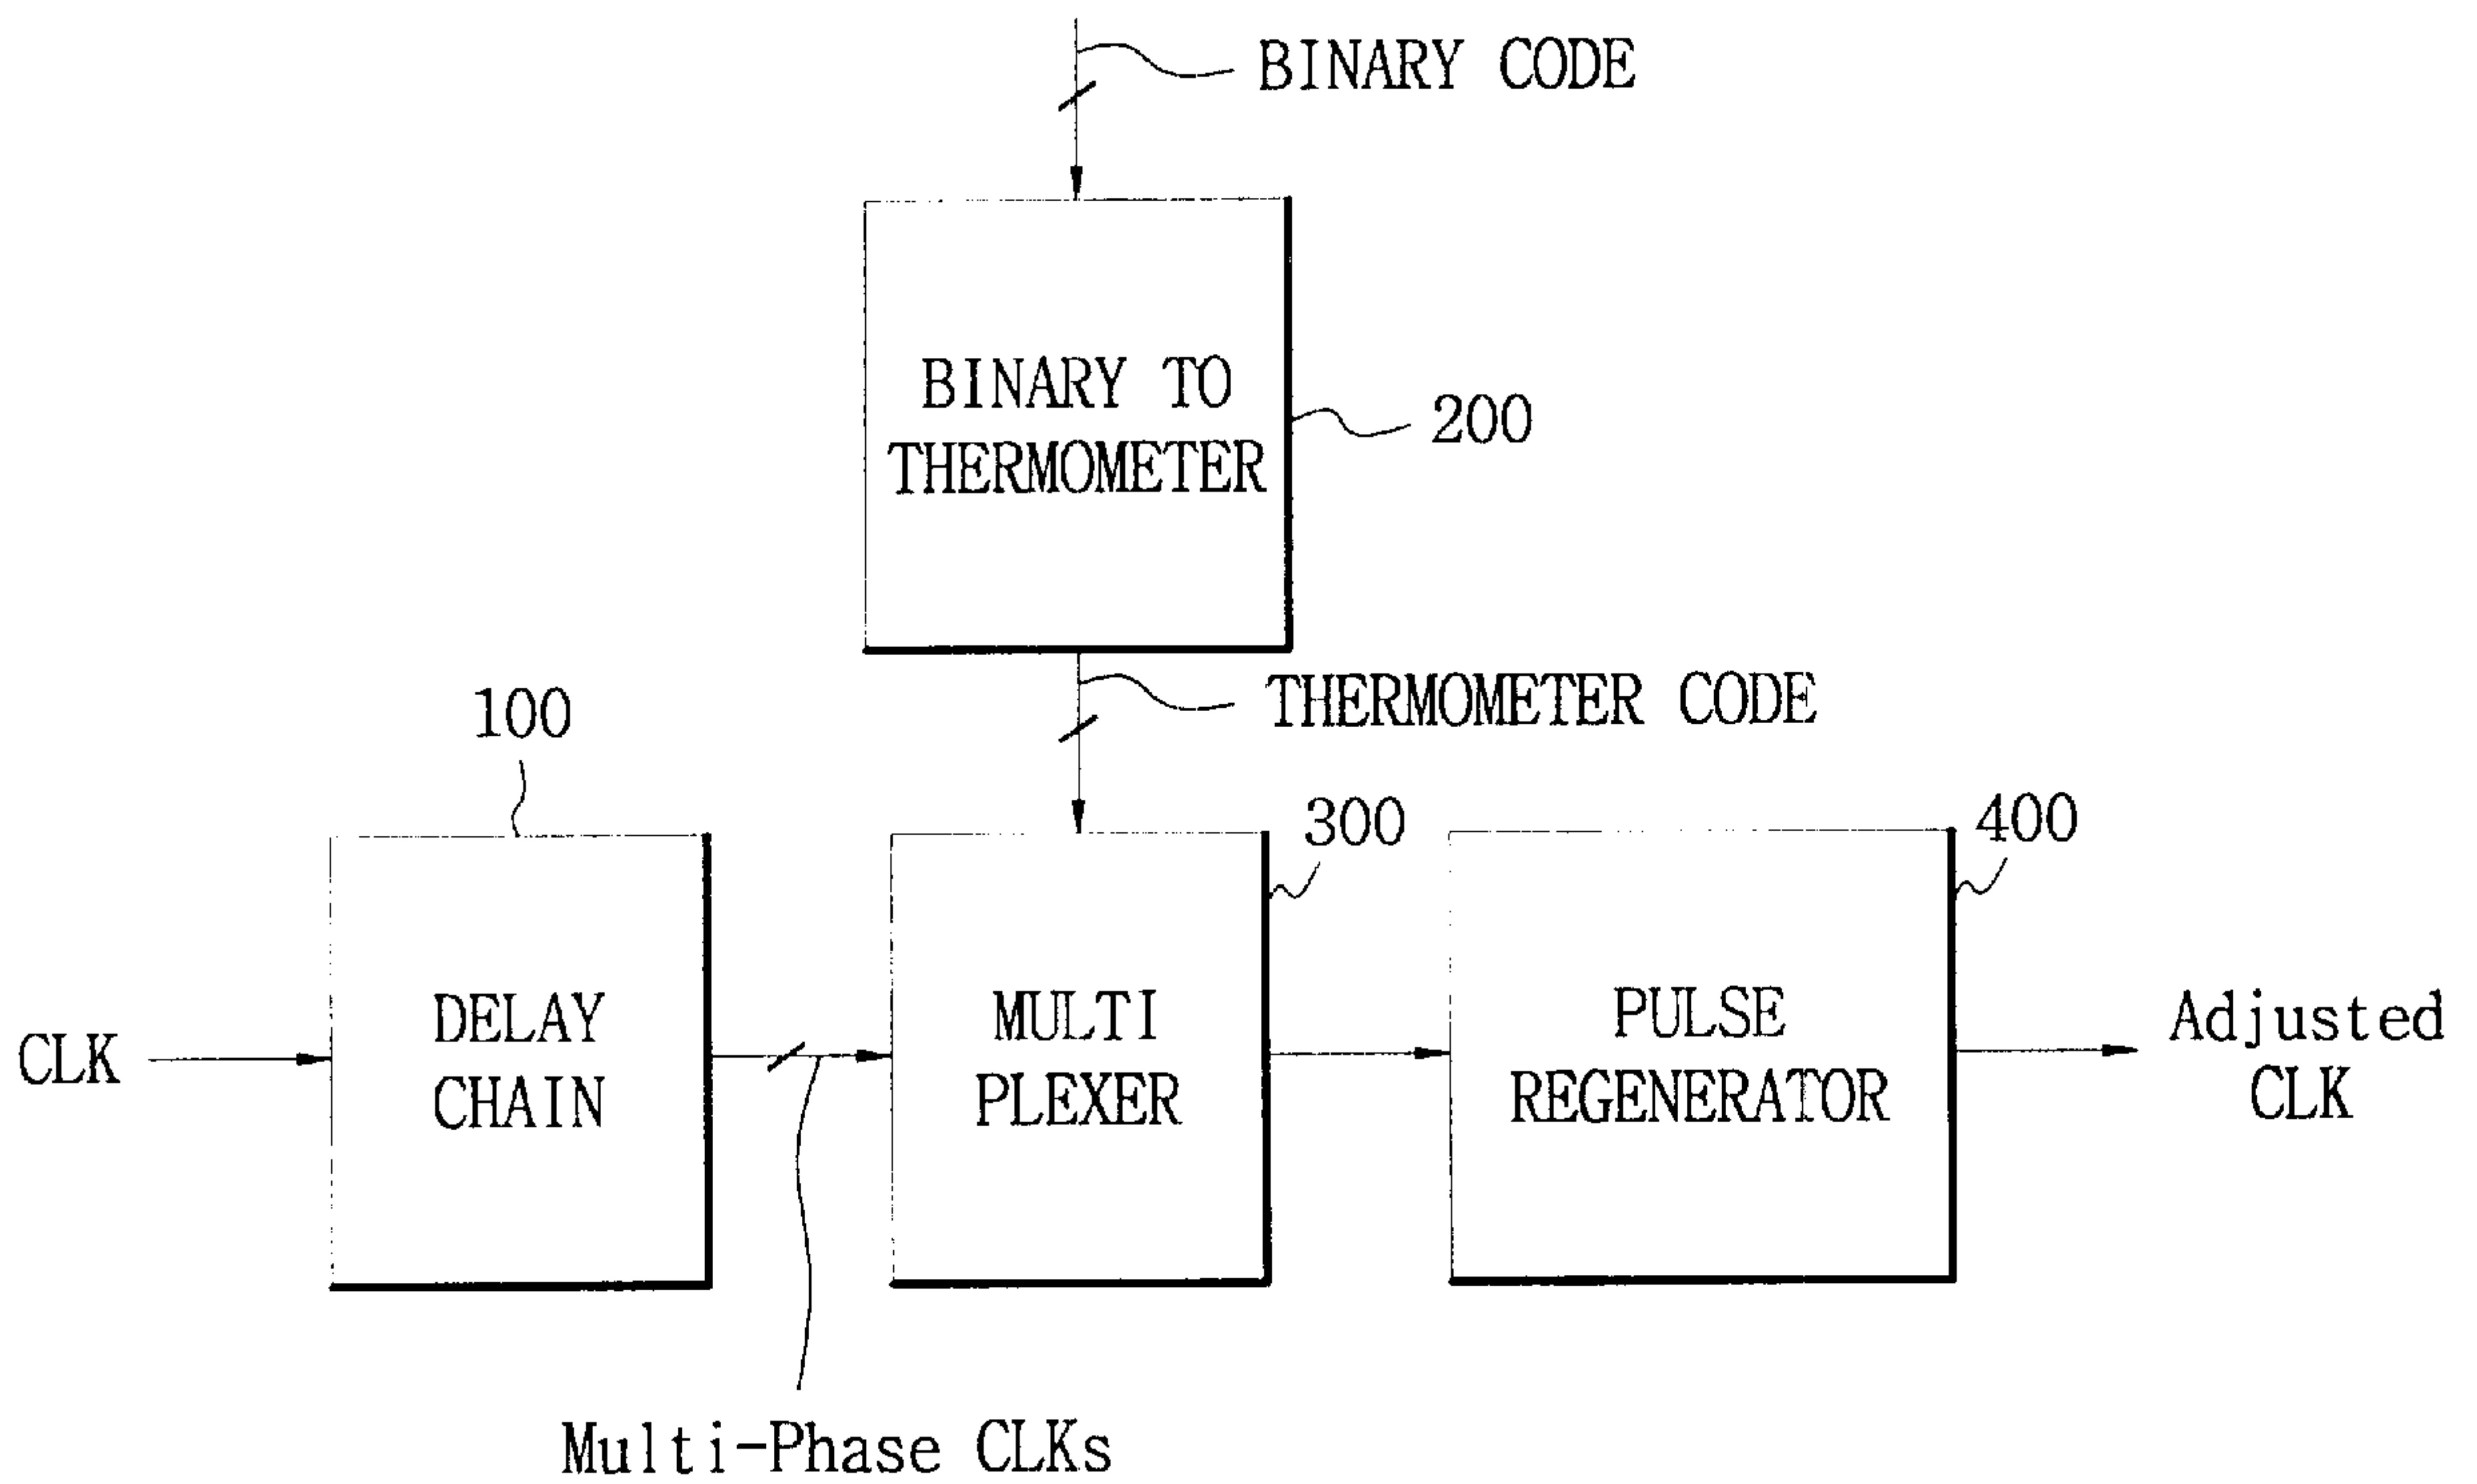 BINARY CODE
BINARY TO
THERMOMETER
200
THERMOMETER CODE
100
300
400
CLK
DELAY
CHAIN
MULTI
PLEXER
PULSE
REGENERATOR
Adjusted
CLK
Multi-Phase CLKs